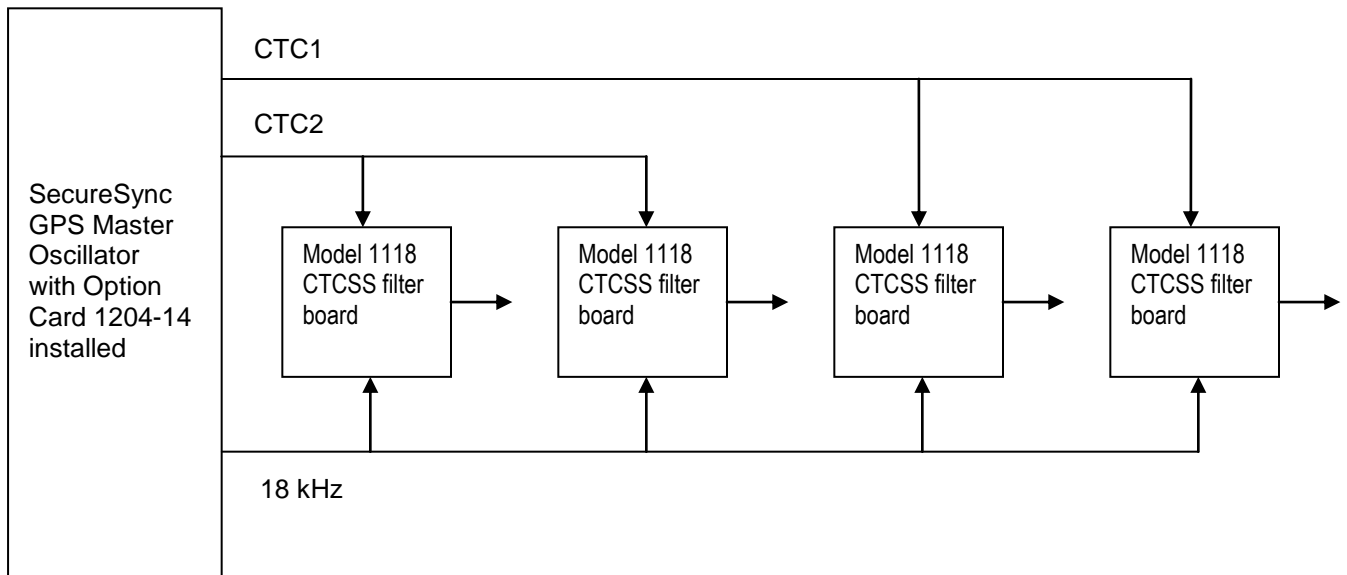 CTC1
CTC2
SecureSync
GPS Master
Oscillator
with Option
Card 1204-14
installed
Model 1118
CTCSS filter
board
Model 1118
CTCSS filter
board
Model 1118
CTCSS filter
board
Model 1118
CTCSS filter
board
18 kHz